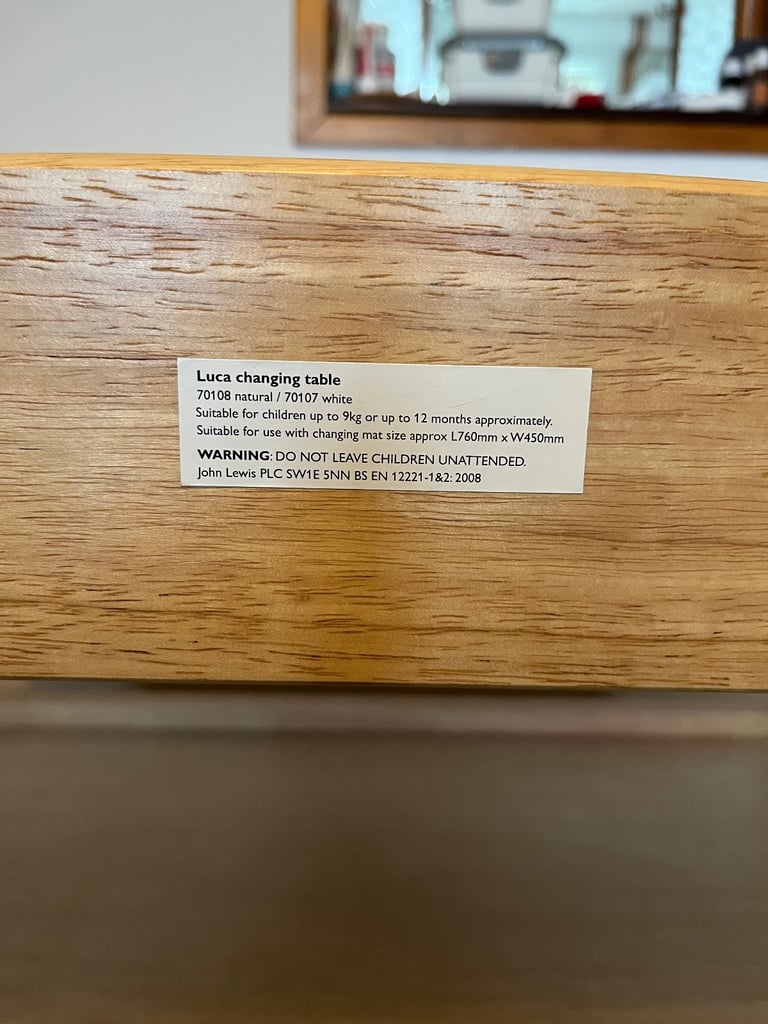 Luca changing table
70108 natural / 70107 white
Suitable for children up to 9kg or up to 12 months approximately.
Suitable for use with changing mat size approx L760mm x W450mm
WARNING: DO NOT LEAVE CHILDREN UNATTENDED.
John Lewis PLC SW1E 5NN BS EN 12221-1&2: 2008